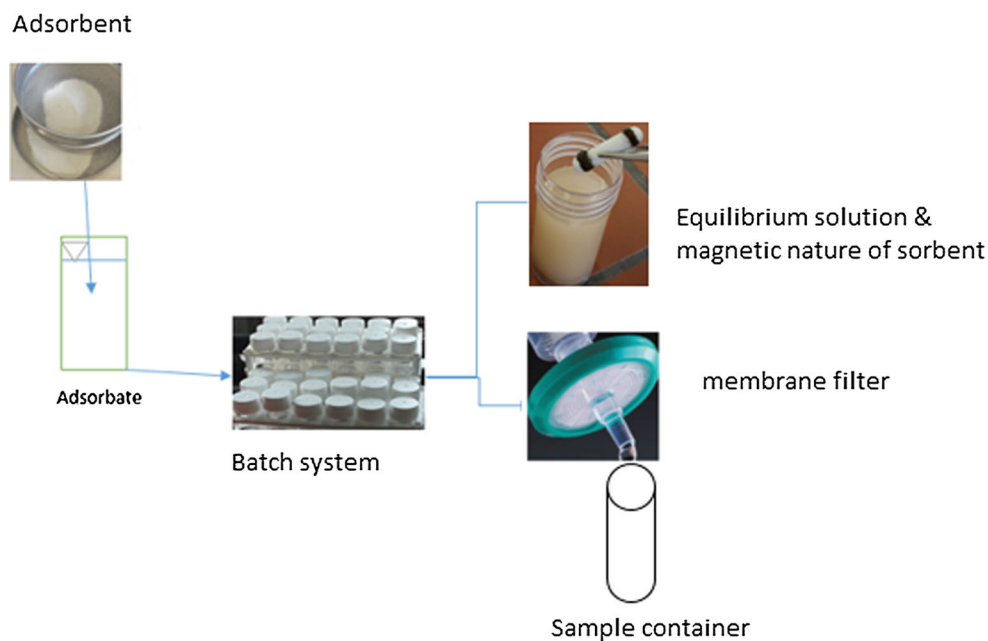 Adsorbent
Equilibrium solution &
magnetic nature of sorbent
membrane filter
Adsorbate
Batch system
Sample container